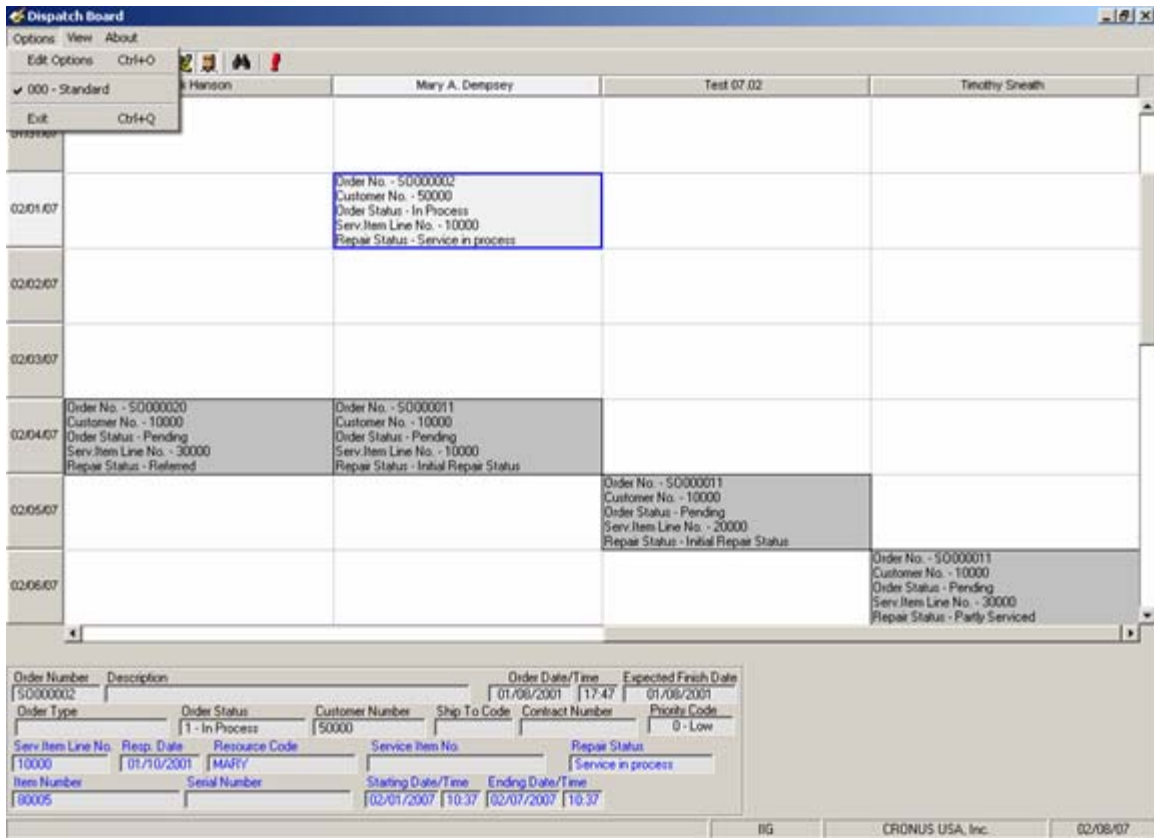 Dispatch Board
Options View About
Edit Options Ctrl+O
000 - Standard
Exit Ctrl+Q
Hanson Mary A. Dempsey Test 07.02 Timothy Sneath
02/01/07
Order No. - SO000002
Customer No. - 50000
Order Status - In Process
Serv.Item Line No. - 10000
Repair Status - Service in process
02/02/07
02/03/07
02/04/07
Order No. - SO000020
Customer No. - 10000
Order Status - Pending
Serv.Item Line No. - 30000
Repair Status - Referred
Order No. - SO000011
Customer No. - 10000
Order Status - Pending
Serv.Item Line No. - 10000
Repair Status - Initial Repair Status
02/05/07
Order No. - SO000011
Customer No. - 10000
Order Status - Pending
Serv.Item Line No. - 20000
Repair Status - Initial Repair Status
02/06/07
Order No. - SO000011
Customer No. - 10000
Order Status - Pending
Serv.Item Line No. - 30000
Repair Status - Partly Serviced
Order Number Description Order Date/Time Expected Finish Date
SO000002 01/08/2001 17:47 01/08/2001
Order Type Order Status Customer Number Ship To Code Contract Number Priority Code
1 - In Process 50000 0 - Low
Serv.Item Line No. Resp. Date Resource Code Service Item No. Repair Status
10000 01/10/2001 MARY Service in process
Item Number Serial Number Starting Date/Time Ending Date/Time
80005 02/01/2007 10:37 02/07/2007 10:37
IIG CRONUS USA, Inc. 02/08/07